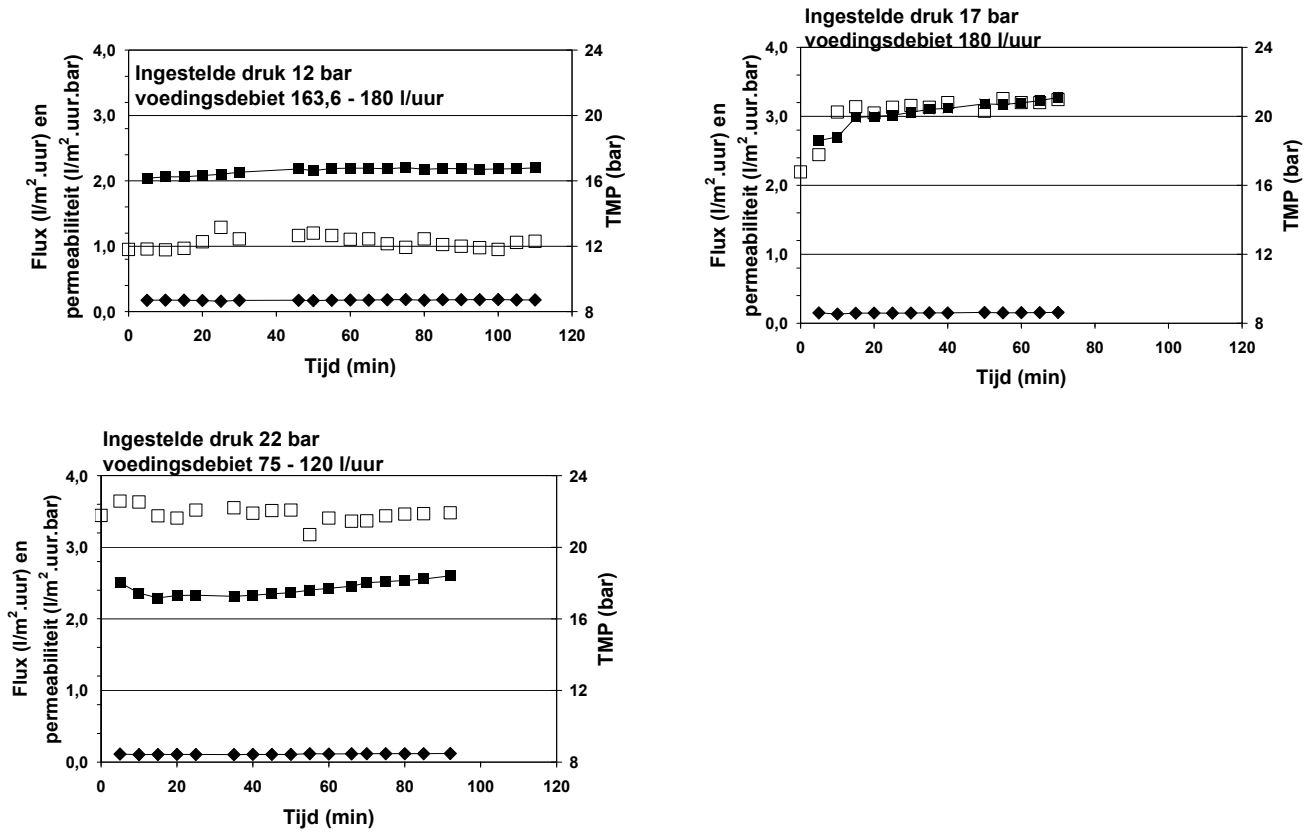 Ingestelde druk 12 bar
voedingsdebiet 163,6 - 180 l/uur
Flux (l/m2.uur) en
permeabiliteit (l/m2.uur.bar)
4,0
3,0
2,0
1,0
0,0
24
20
16
12
8
TMP (bar)
0 20 40 60 80 100 120
Tijd (min)
Ingestelde druk 17 bar
voedingsdebiet 180 l/uur
Flux (l/m2.uur) en
permeabiliteit (l/m2.uur.bar)
4,0
3,0
2,0
1,0
0,0
24
20
16
12
8
TMP (bar)
0 20 40 60 80 100 120
Tijd (min)
Ingestelde druk 22 bar
voedingsdebiet 75 - 120 l/uur
Flux (l/m2.uur) en
permeabiliteit (l/m2.uur.bar)
4,0
3,0
2,0
1,0
0,0
24
20
16
12
8
TMP (bar)
0 20 40 60 80 100 120
Tijd (min)